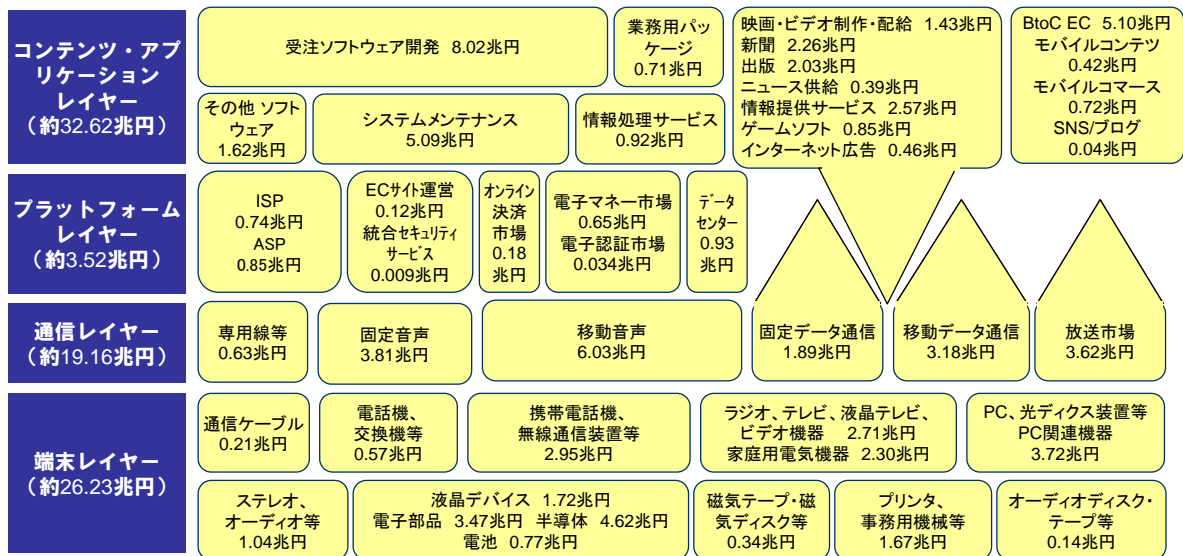 コンテンツ・アプ
リケーション
レイヤー
（約32.62兆円）
受注ソフトウェア開発 8.02兆円
業務用パッ
ケージ
0.71兆円
映画・ビデオ制作・配給 1.43兆円
新聞 2.26兆円
出版 2.03兆円
ニュース供給 0.39兆円
情報提供サービス 2.57兆円
ゲームソフト 0.85兆円
インターネット広告 0.46兆円
BtoC EC 5.10兆円
モバイルコンテツ
0.42兆円
モバイルコマース
0.72兆円
SNS/ブログ
0.04兆円
その他 ソフト
ウェア
1.62兆円
システムメンテナンス
5.09兆円
情報処理サービス
0.92兆円
プラットフォーム
レイヤー
（約3.52兆円）
ISP
0.74兆円
ASP
0.85兆円
ECサイト運営
0.12兆円
統合セキュリティ
サービス
0.009兆円
オンライン
決済
市場
0.18
兆円
電子マネー市場
0.65兆円
電子認証市場
0.034兆円
データ
センター
0.93
兆円
通信レイヤー
（約19.16兆円）
専用線等
0.63兆円
固定音声
3.81兆円
移動音声
6.03兆円
固定データ通信
1.89兆円
移動データ通信
3.18兆円
放送市場
3.62兆円
端末レイヤー
（約26.23兆円）
通信ケーブル
0.21兆円
電話機、
交換機等
0.57兆円
携帯電話機、
無線通信装置等
2.95兆円
ラジオ、テレビ、液晶テレビ、
ビデオ機器 2.71兆円
家庭用電気機器 2.30兆円
PC、光ディクス装置等
PC関連機器
3.72兆円
ステレオ、
オーディオ等
1.04兆円
液晶デバイス 1.72兆円
電子部品 3.47兆円 半導体 4.62兆円
電池 0.77兆円
磁気テープ・磁
気ディスク等
0.34兆円
プリンタ、
事務用機械等
1.67兆円
オーディオディスク・
テープ等
0.14兆円